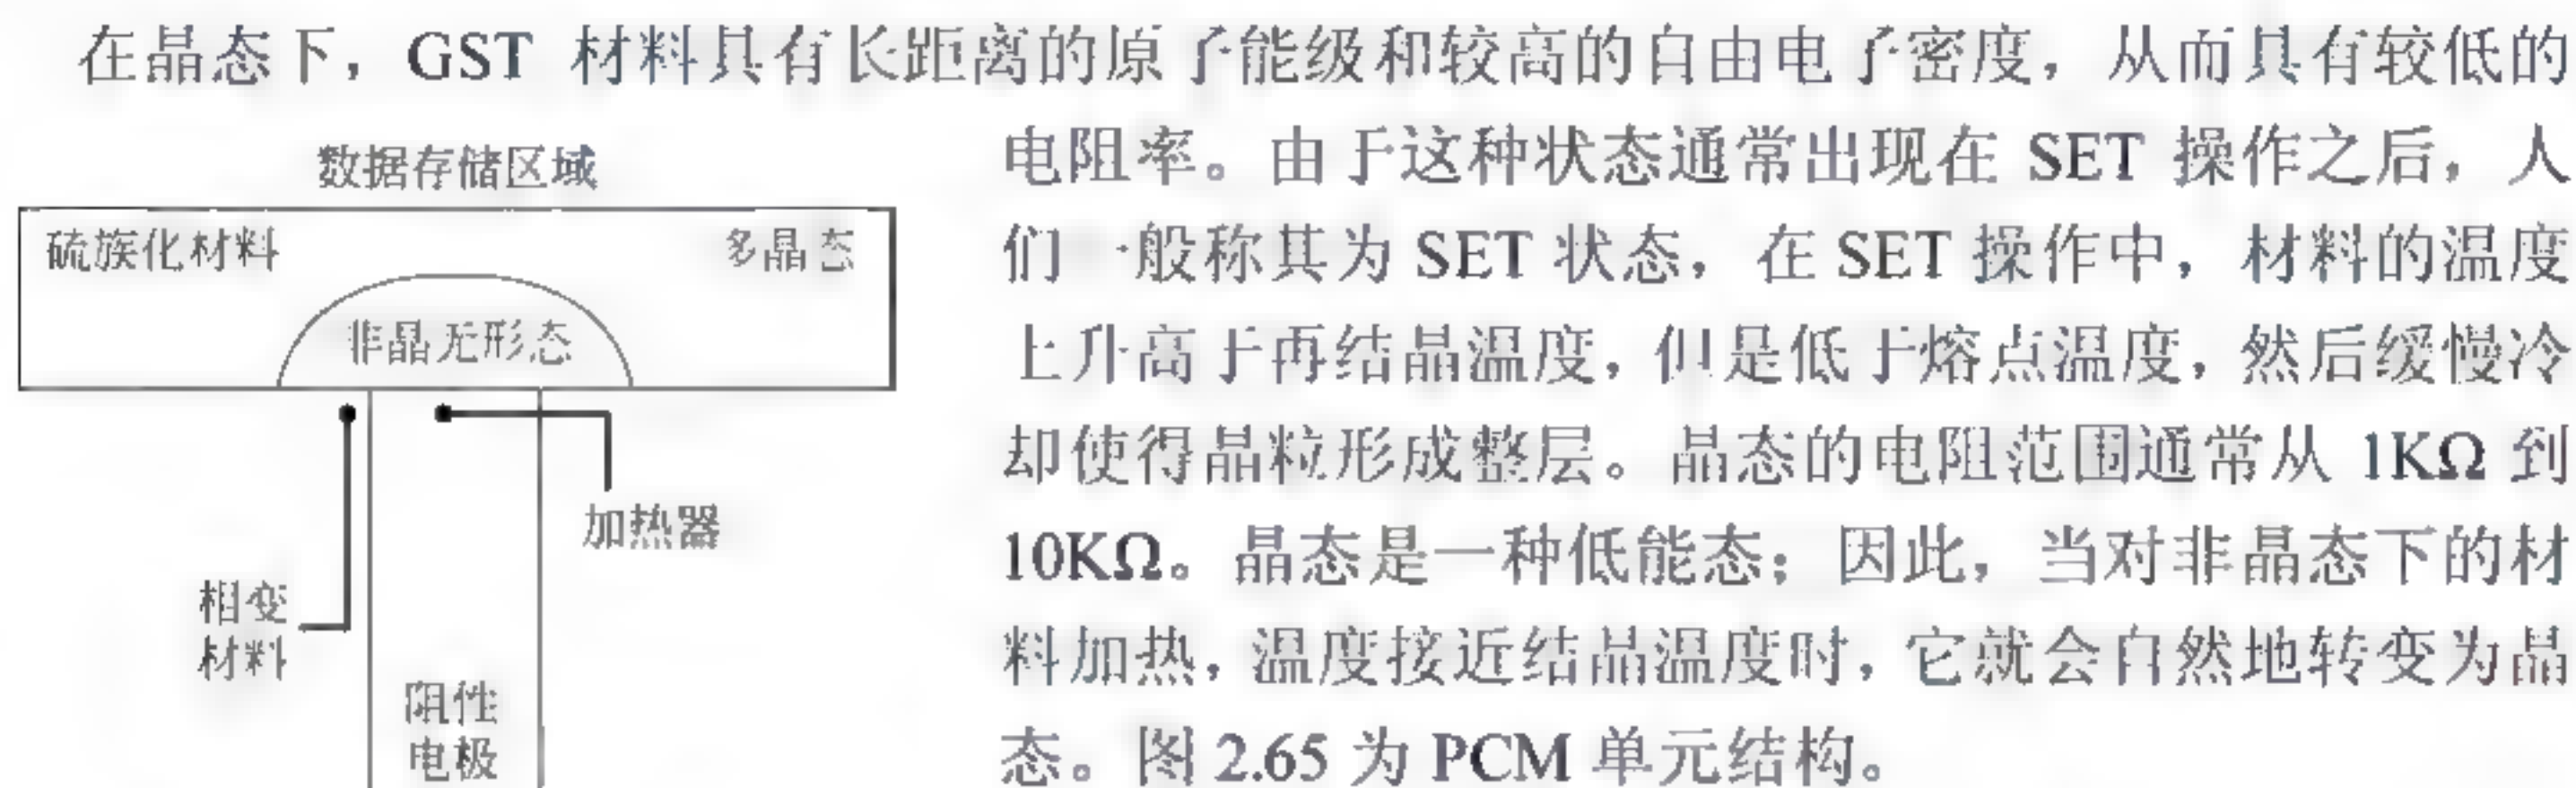 在晶态下，GST 材料具有长距离的原子能级和较高的自由电子密度，从而具有较低的
电阻率。由于这种状态通常出现在 SET 操作之后，人
们一般称其为 SET 状态，在 SET 操作中，材料的温度
上升高于再结晶温度，但是低于熔点温度，然后缓慢冷
却使得晶粒形成整层。晶态的电阻范围通常从 1KΩ 到
10KΩ。晶态是一种低能态；因此，当对非晶态下的材
料加热，温度接近结晶温度时，它就会自然地转变为晶
态。图 2.65 为 PCM 单元结构。
数据存储区域
硫族化材料
多晶态
非晶无形态
加热器
相变
材料
阻性
电极